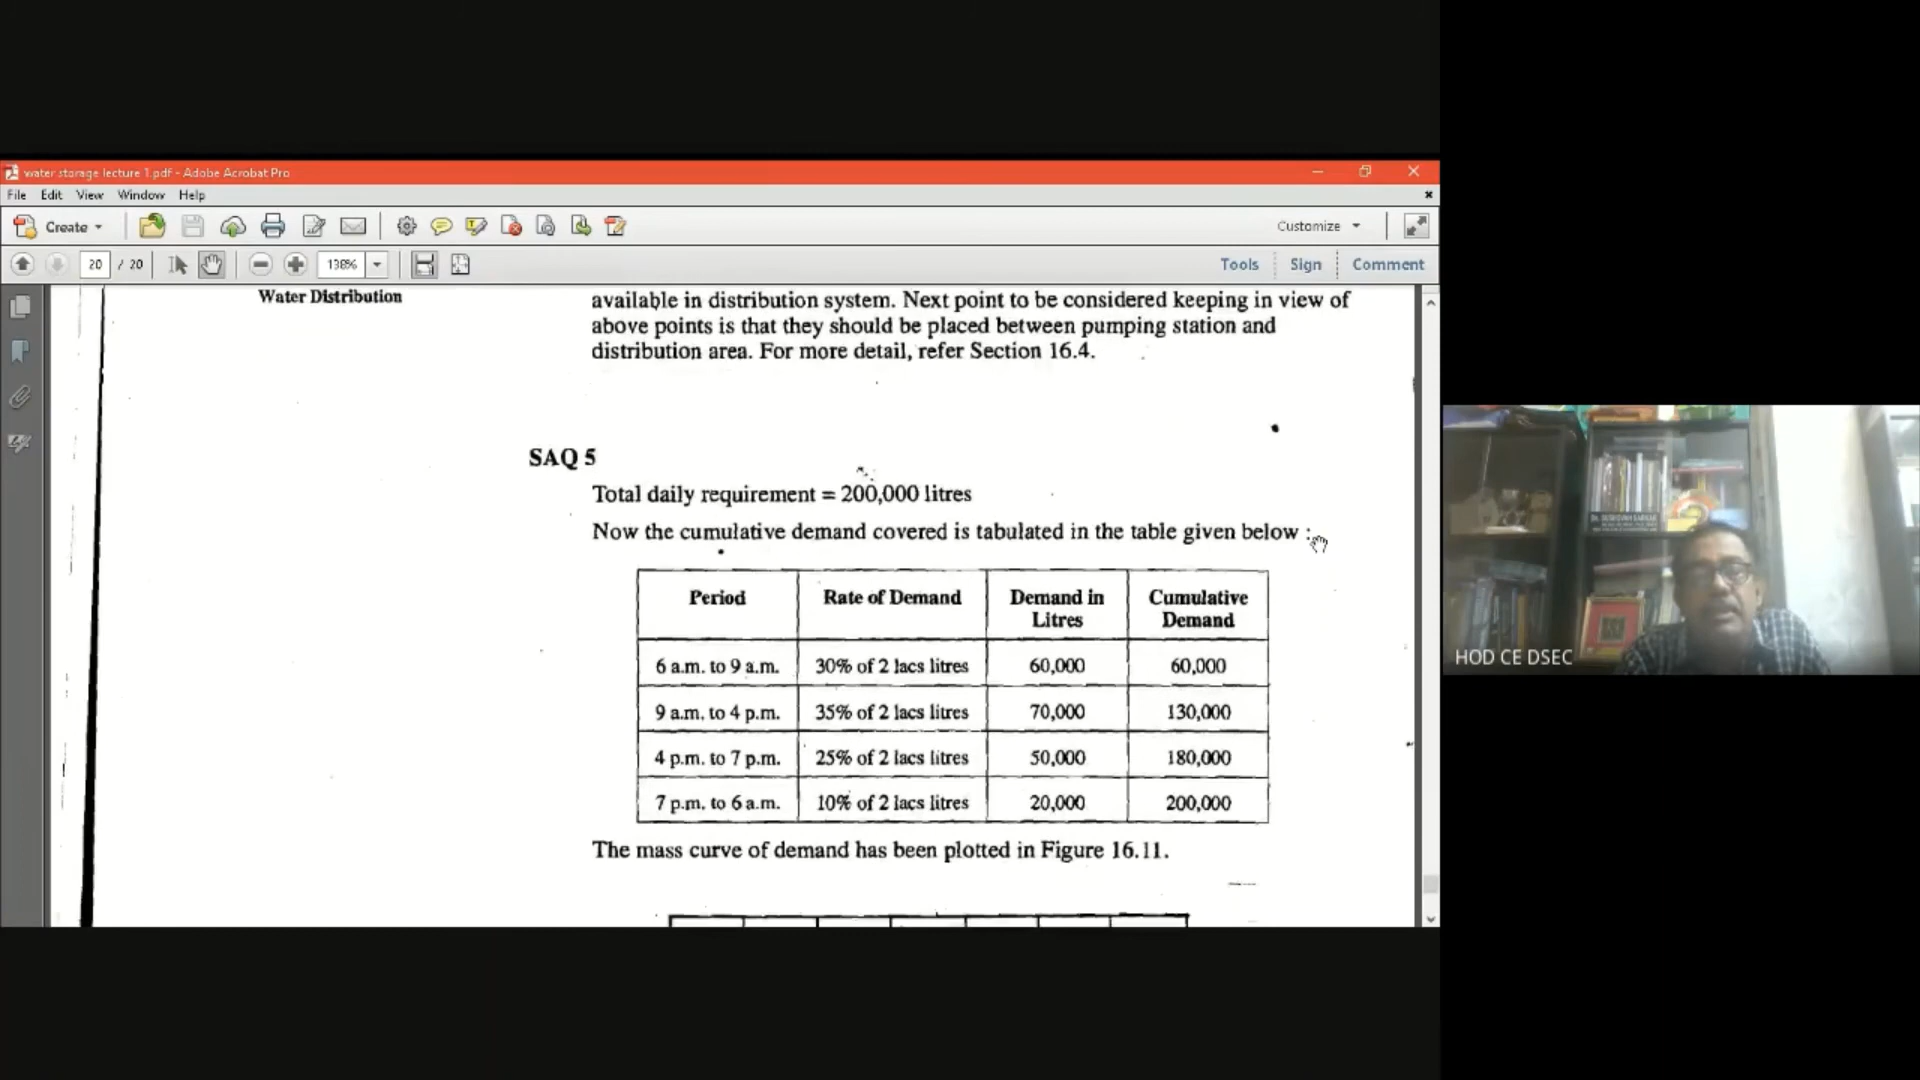 water storage lecture 1.pdf - Adobe Acrobat Pro
File Edit View Window Help
Create
Customize
20 / 20
138%
Tools Sign Comment
Water Distribution
available in distribution system. Next point to be considered keeping in view of
above points is that they should be placed between pumping station and
distribution area. For more detail, refer Section 16.4.
SAQ 5
Total daily requirement = 200,000 litres
Now the cumulative demand covered is tabulated in the table given below :
Period Rate of Demand Demand in Litres Cumulative Demand
6 a.m. to 9 a.m. 30% of 2 lacs litres 60,000 60,000
9 a.m. to 4 p.m. 35% of 2 lacs litres 70,000 130,000
4 p.m. to 7 p.m. 25% of 2 lacs litres 50,000 180,000
7 p.m. to 6 a.m. 10% of 2 lacs litres 20,000 200,000
The mass curve of demand has been plotted in Figure 16.11.
HOD CE DSEC